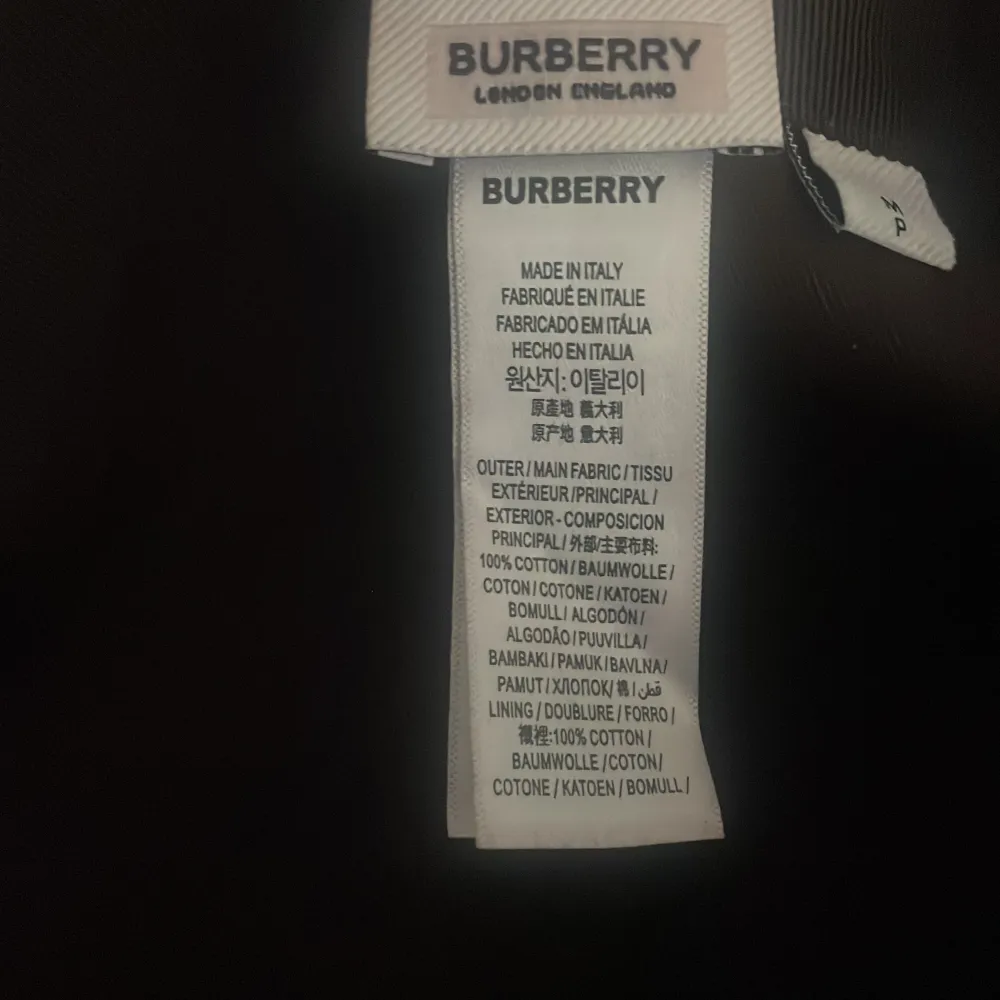 BURBERRY
LONDON ENGLAND
BURBERRY
MADE IN ITALY
FABRIQUÉ EN ITALIE
FABRICADO EM ITÁLIA
HECHO EN ITALIA
원산지: 이탈리아
原產地 義大利
原产地 意大利
OUTER / MAIN FABRIC / TISSU
EXTÉRIEUR /PRINCIPAL /
EXTERIOR - COMPOSICION
PRINCIPAL / 外部/主要布料:
100% COTTON / BAUMWOLLE /
COTON / COTONE / KATOEN /
BOMULL / ALGODÓN /
ALGODÃO / PUUVILLA /
BAMBAKI / PAMUK / BAVLNA /
PAMUT / ХЛОПОК/ 棉 / قطن
LINING / DOUBLURE / FORRO /
襯裡:100% COTTON /
BAUMWOLLE / COTON /
COTONE / KATOEN / BOMULL /